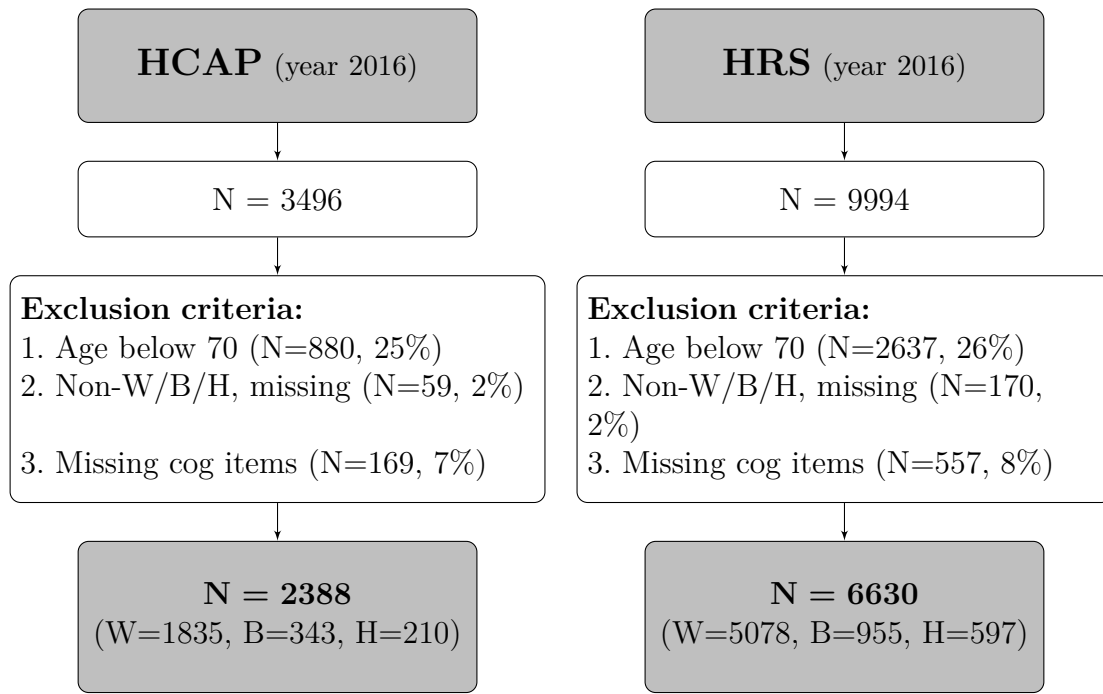 HCAP (year 2016)
N = 3496
Exclusion criteria:
1. Age below 70 (N=880, 25%)
2. Non-W/B/H, missing (N=59, 2%)
3. Missing cog items (N=169, 7%)
N = 2388
(W=1835, B=343, H=210)
HRS (year 2016)
N = 9994
Exclusion criteria:
1. Age below 70 (N=2637, 26%)
2. Non-W/B/H, missing (N=170,
2%)
3. Missing cog items (N=557, 8%)
N = 6630
(W=5078, B=955, H=597)